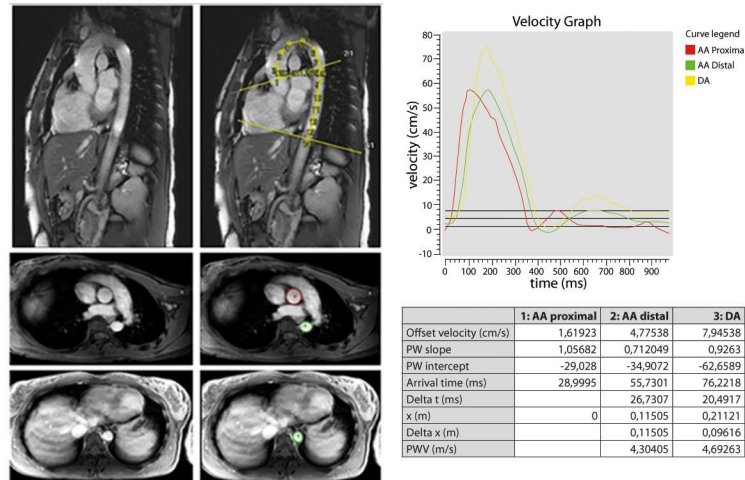 Velocity Graph
Curve legend
AA Proxima
AA Distal
DA
velocity (cm/s)
80
70
60
50
40
30
20
10
0
-10
0 100 200 300 400 500 600 700 800 900
time (ms)
1: AA proximal 2: AA distal 3: DA
Offset velocity (cm/s) 1,61923 4,77538 7,94538
PW slope 1,05682 0,712049 0,9263
PW intercept -29,028 -34,9072 -62,6589
Arrival time (ms) 28,9995 55,7301 76,2218
Delta t (ms) 26,7307 20,4917
x (m) 0 0,11505 0,21121
Delta x (m) 0,11505 0,09616
PWV (m/s) 4,30405 4,69263